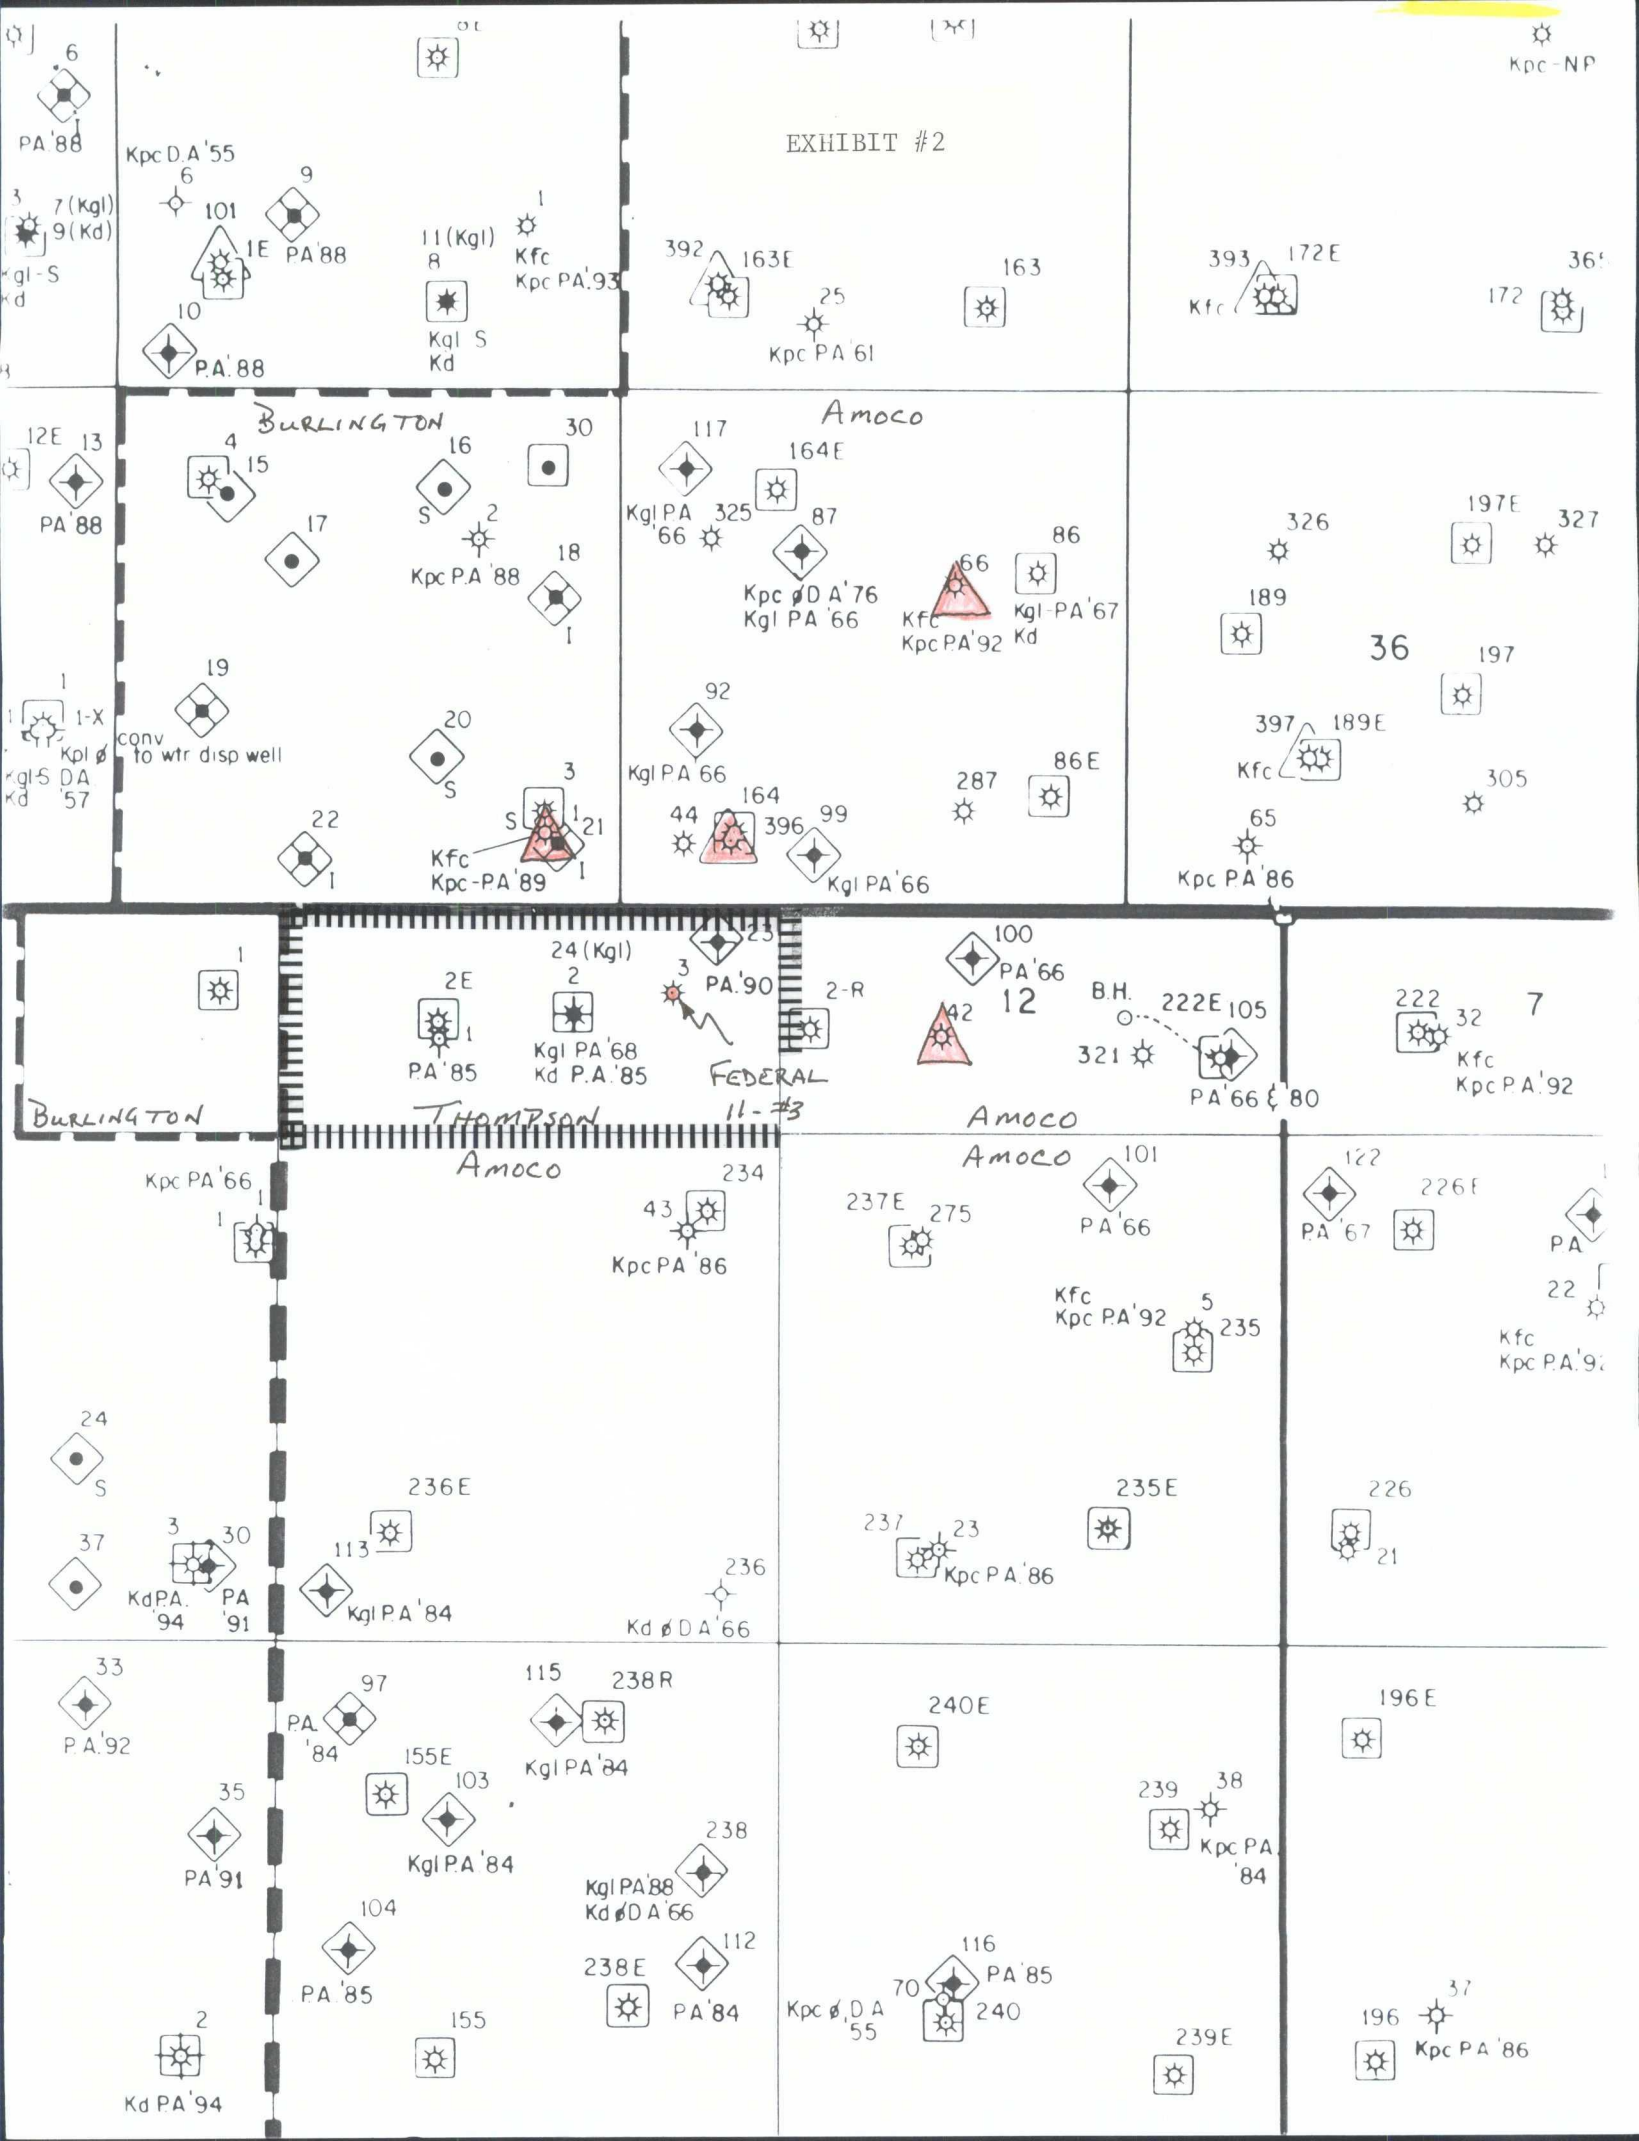 6
PA '88
Kpc D.A '55
6
9
101
1E
PA '88
3
7 (Kgl)
9 (Kd)
Kgl-S
Kd
10
P.A. '88
11 (Kgl)
8
Kgl S
Kd
1
Kfc
Kpc PA '93
EXHIBIT #2
392
163E
25
Kpc PA '61
163
Kpc-NP
393
172E
Kfc
172
BURLINGTON
AMOCO
12E
13
PA '88
4
15
16
S
30
17
2
Kpc P.A '88
18
I
19
conv
to wtr disp well
20
S
22
I
3
S
1
21
I
Kfc
Kpc-PA '89
1
1
1-X
Kpl ø
Kgl-S DA
Kd '57
117
Kgl PA
'66
325
164E
87
Kpc øD A '76
Kgl PA '66
66
Kfc
Kpc PA '92
86
Kgl-PA '67
Kd
92
Kgl PA '66
44
164
396
99
Kgl PA '66
287
86E
326
197E
327
189
36
197
397
189E
Kfc
305
65
Kpc PA '86
1
BURLINGTON
2E
1
PA '85
24 (Kgl)
2
Kgl PA '68
Kd P.A. '85
3
23
PA '90
FEDERAL
11-#3
THOMPSON
2-R
42
100
PA '66
12
B.H.
222E
105
321
PA '66 & '80
AMOCO
222
32
7
Kfc
Kpc P.A '92
AMOCO
AMOCO
Kpc PA '66
1
1
43
234
Kpc PA '86
237E
275
101
PA '66
Kfc
Kpc P.A '92
5
235
122
PA '67
PA
22
Kfc
24
S
37
3
30
Kd P.A.
'94
PA
'91
236E
113
Kgl P.A '84
236
Kd øD A '66
237
23
Kpc PA '86
235E
226
21
33
P.A. '92
35
PA '91
2
Kd PA '94
97
P.A.
'84
155E
103
Kgl P.A '84
115
238R
Kgl PA '84
238
Kgl PA '88
Kd øD A '66
104
P.A. '85
155
238E
112
PA '84
240E
239
38
Kpc PA
'84
116
PA '85
70
Kpc ø, D A
'55
240
239E
196E
196
37
Kpc PA '86